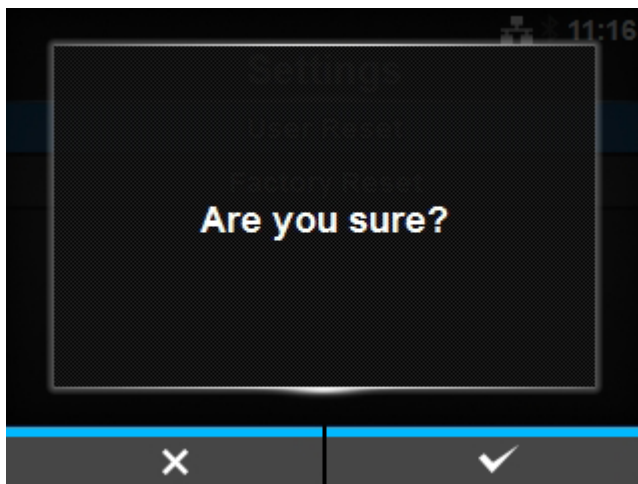 11:16
Settings
User Reset
Factory Reset
Are you sure?